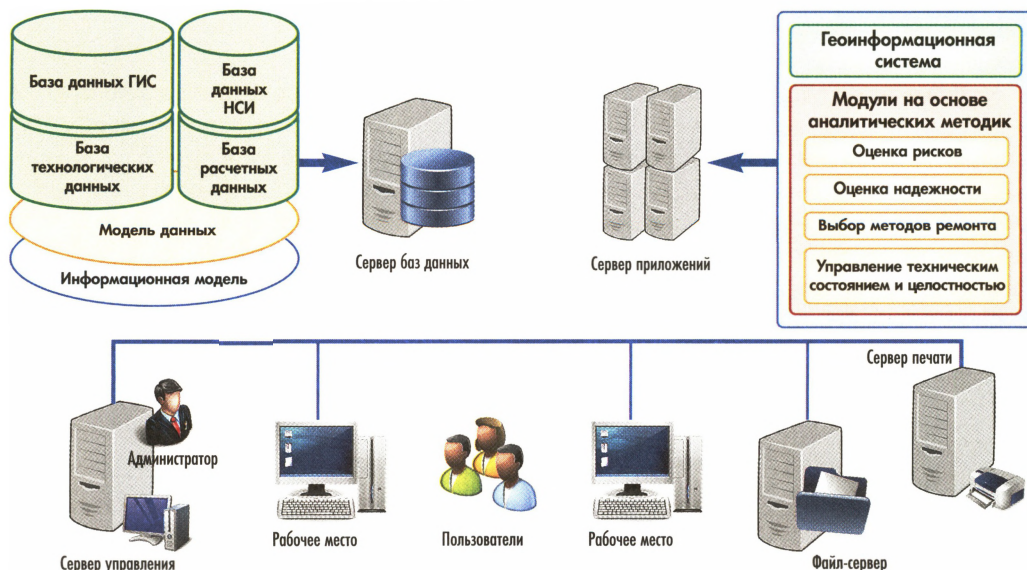 База данных ГИС
База
данных
НСИ
База
технологических
данных
База
расчетных
данных
Модель данных
Информационная модель
Сервер баз данных
Сервер приложений
Геоинформационная
система
Модули на основе
аналитических методик
Оценка рисков
Оценка надежности
Выбор методов ремонта
Управление техническим
состоянием и целостностью
Сервер печати
Администратор
Сервер управления
Рабочее место
Пользователи
Рабочее место
Файл-сервер